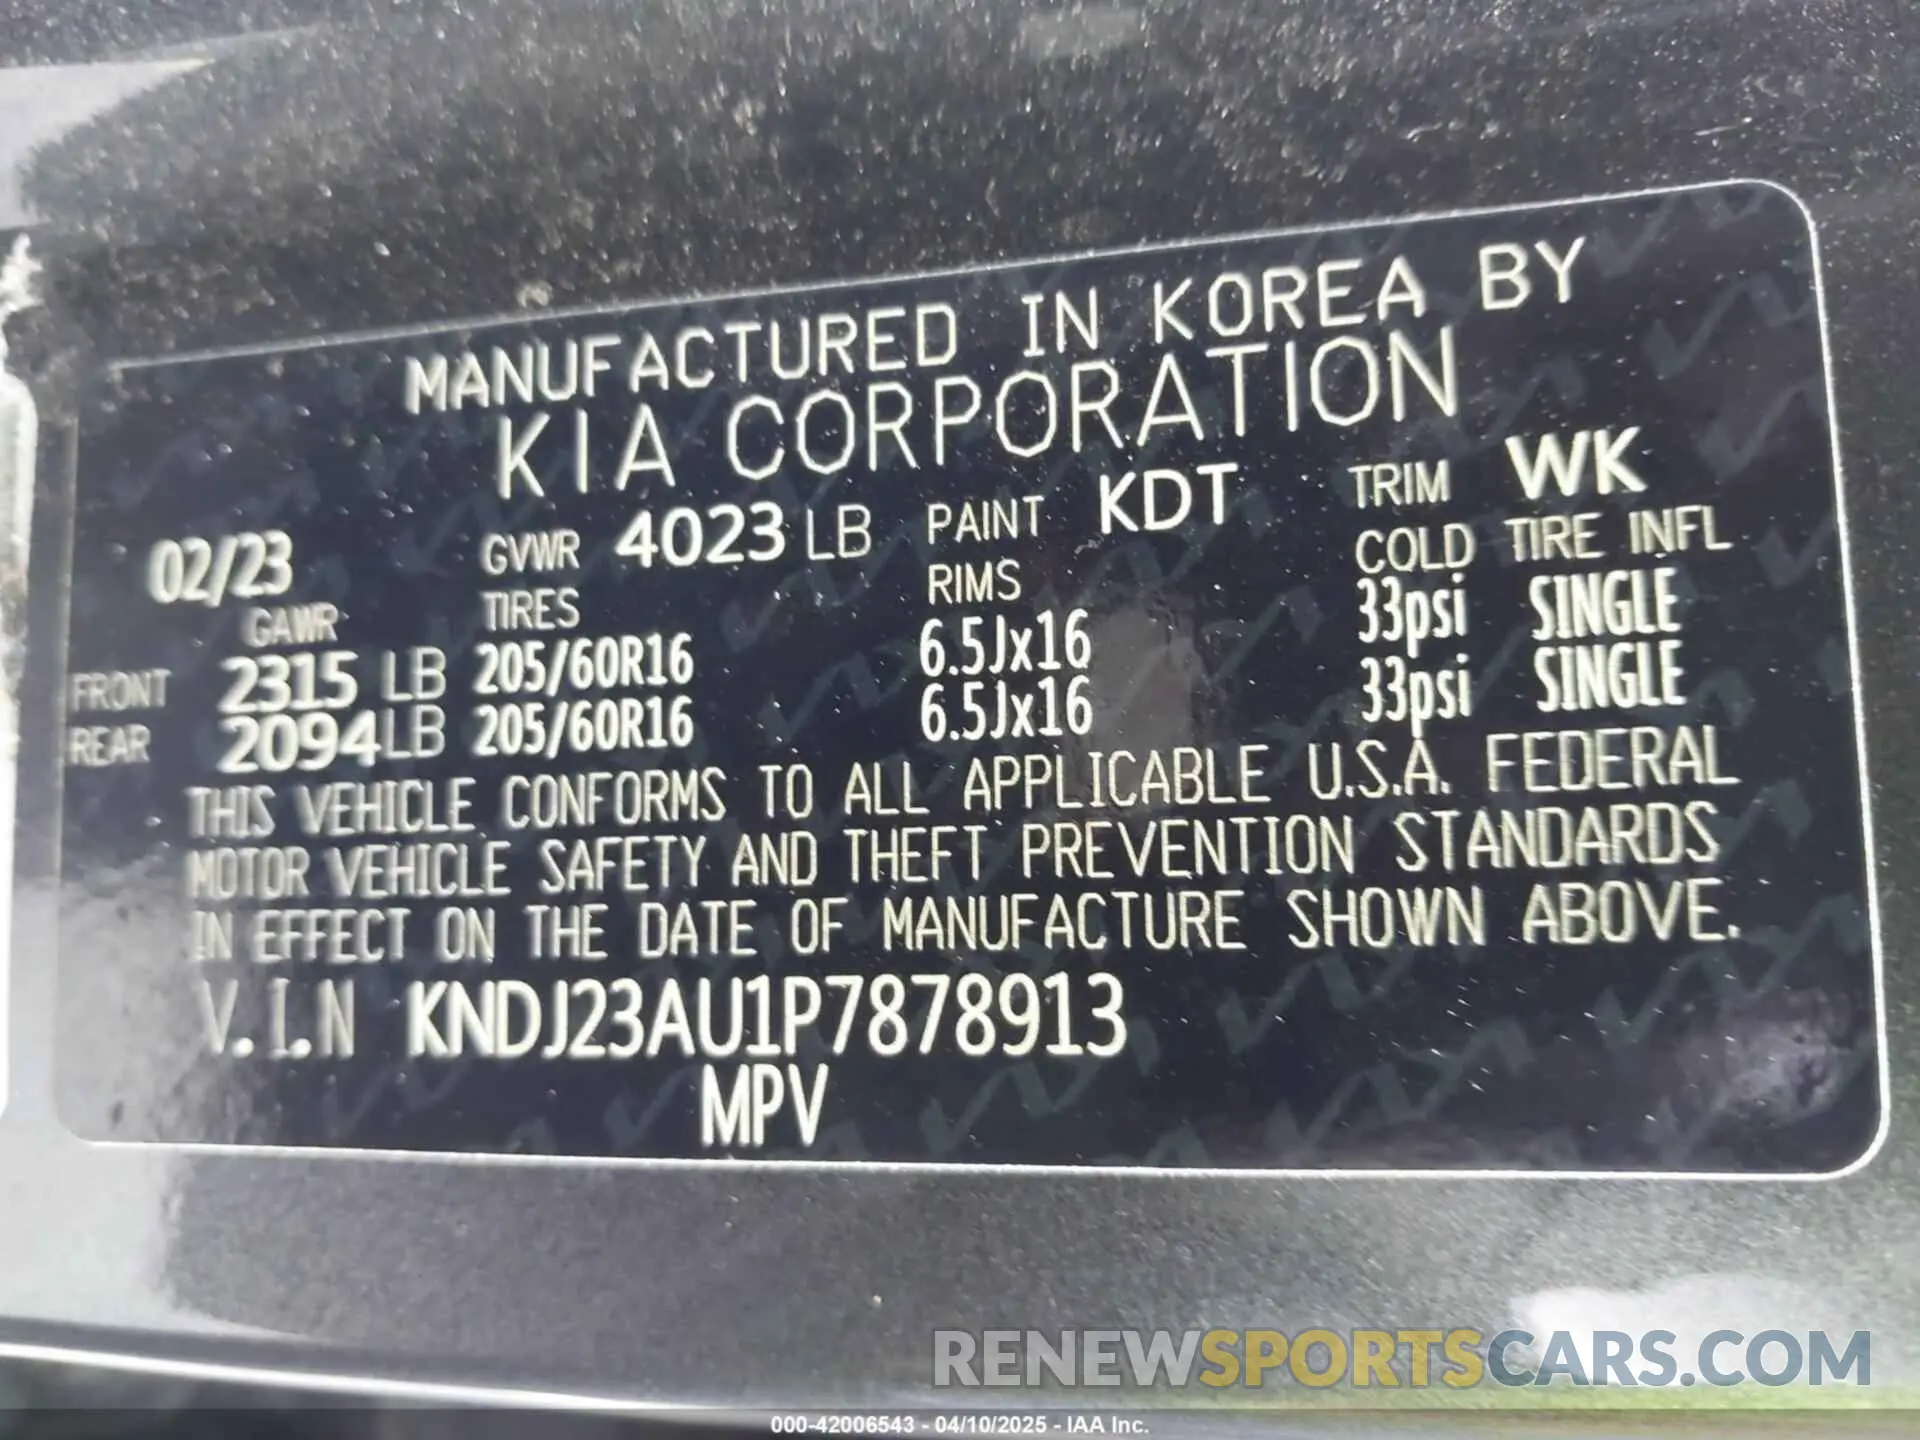 MANUFACTURED IN KOREA BY
KIA CORPORATION
02/23 GVWR 4023 LB PAINT KDT TRIM WK
GAWR TIRES RIMS COLD TIRE INFL
FRONT 2315 LB 205/60R16 6.5Jx16 33psi SINGLE
REAR 2094 LB 205/60R16 6.5Jx16 33psi SINGLE
THIS VEHICLE CONFORMS TO ALL APPLICABLE U.S.A. FEDERAL
MOTOR VEHICLE SAFETY AND THEFT PREVENTION STANDARDS
IN EFFECT ON THE DATE OF MANUFACTURE SHOWN ABOVE.
V.I.N KNDJ23AU1P7878913
MPV
RENEWSPORTSCARS.COM
000-42006543 - 04/10/2025 - IAA Inc.